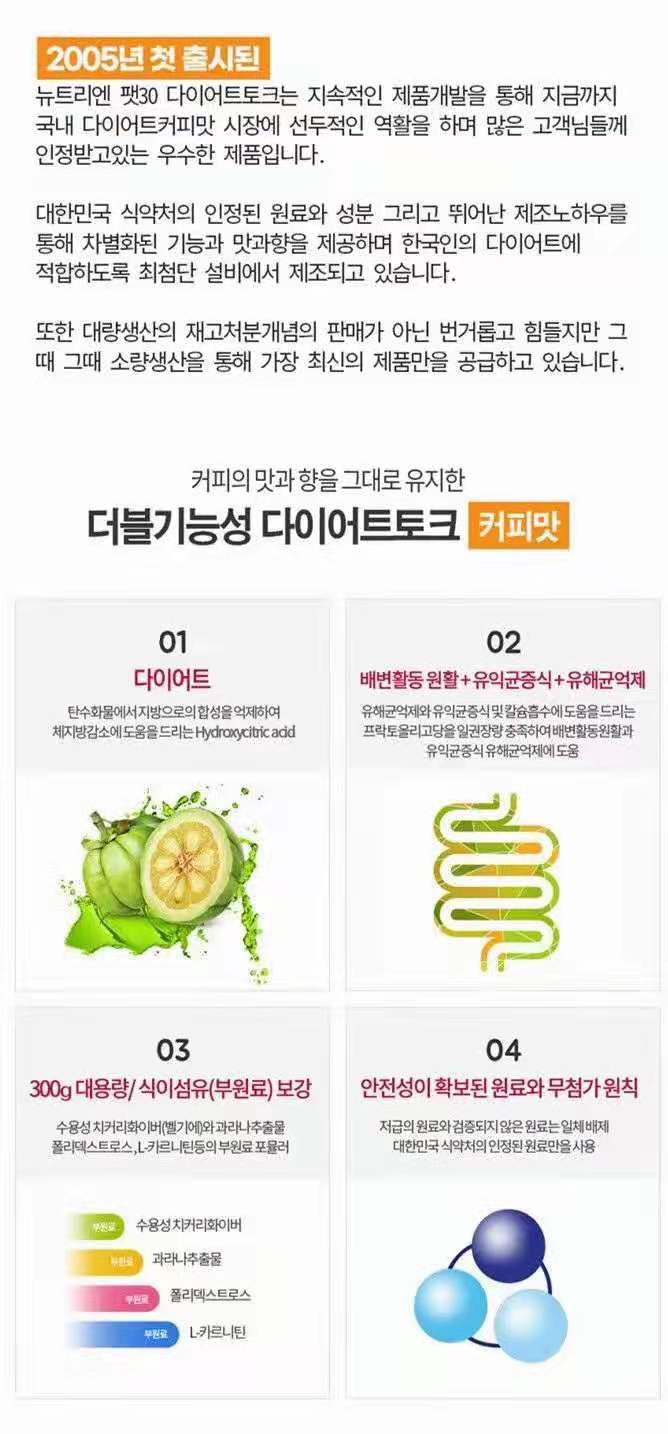 2005년 첫 출시된
뉴트리엔 팻30 다이어트토크는 지속적인 제품개발을 통해 지금까지
국내 다이어트커피맛 시장에 선두적인 역활을 하며 많은 고객님들께
인정받고있는 우수한 제품입니다.
대한민국 식약처의 인정된 원료와 성분 그리고 뛰어난 제조노하우를
통해 차별화된 기능과 맛과향을 제공하며 한국인의 다이어트에
적합하도록 최첨단 설비에서 제조되고 있습니다.
또한 대량생산의 재고처분개념의 판매가 아닌 번거롭고 힘들지만 그
때 그때 소량생산을 통해 가장 최신의 제품만을 공급하고 있습니다.
커피의 맛과 향을 그대로 유지한
더블기능성 다이어트토크 커피맛
01
다이어트
탄수화물에서 지방으로의 합성을 억제하여
체지방감소에 도움을 드리는 Hydroxycitric acid
02
배변활동 원활 + 유익균증식 + 유해균억제
유해균억제와 유익균증식 및 칼슘흡수에 도움을 드리는
프락토올리고당을 일권장량 충족하여 배변활동원활과
유익균증식 유해균억제에 도움
03
300g 대용량/ 식이섬유(부원료) 보강
수용성 치커리화이버(벨기에)와 과라나추출물
폴리덱스트로스, L-카르니틴등의 부원료 포뮬러
부원료 수용성 치커리화이버
부원료 과라나추출물
부원료 폴리덱스트로스
부원료 L-카르니틴
04
안전성이 확보된 원료와 무첨가 원칙
저급의 원료와 검증되지 않은 원료는 일체 배제
대한민국 식약처의 인정된 원료만을 사용